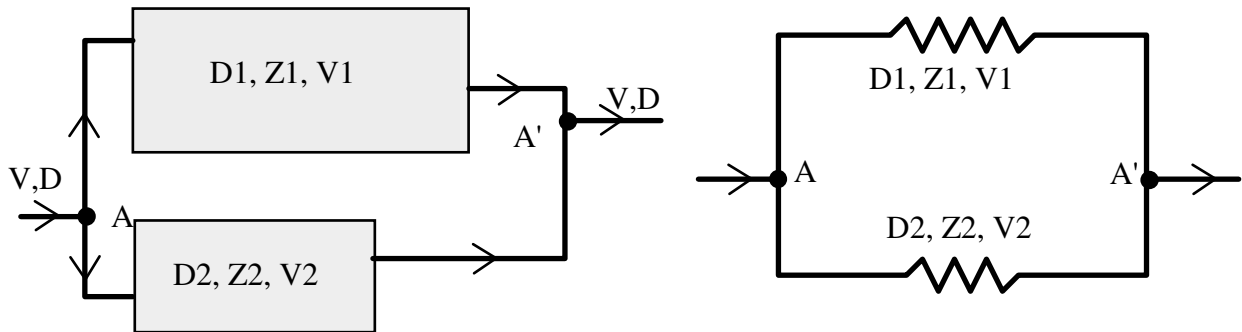 D1, Z1, V1
V,D
A'
V,D
A
D2, Z2, V2
D1, Z1, V1
A
A'
D2, Z2, V2